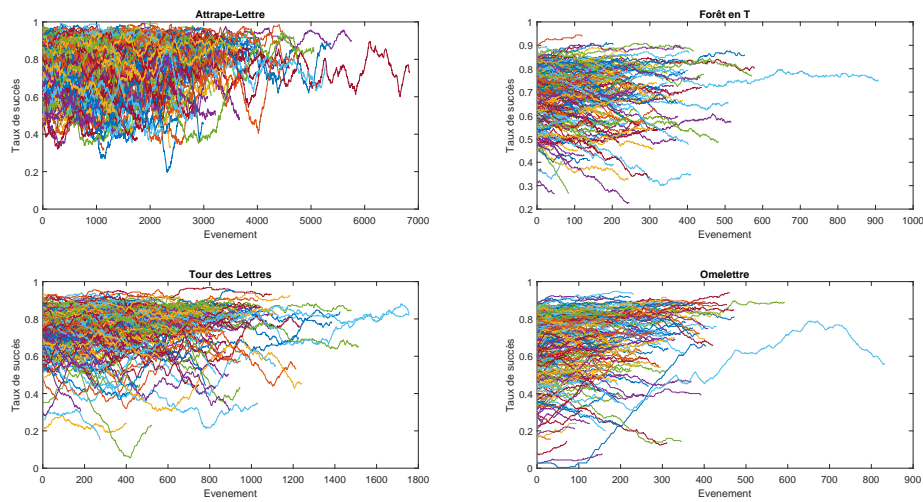 Attrape-Lettre
Taux de succès
1
0.8
0.6
0.4
0.2
0
0 1000 2000 3000 4000 5000 6000 7000
Evenement
Forêt en T
Taux de succès
1
0.9
0.8
0.7
0.6
0.5
0.4
0.3
0.2
0 100 200 300 400 500 600 700 800 900 1000
Evenement
Tour des Lettres
Taux de succès
1
0.8
0.6
0.4
0.2
0
0 200 400 600 800 1000 1200 1400 1600 1800
Evenement
Omelettre
Taux de succès
1
0.8
0.6
0.4
0.2
0
0 100 200 300 400 500 600 700 800 900
Evenement